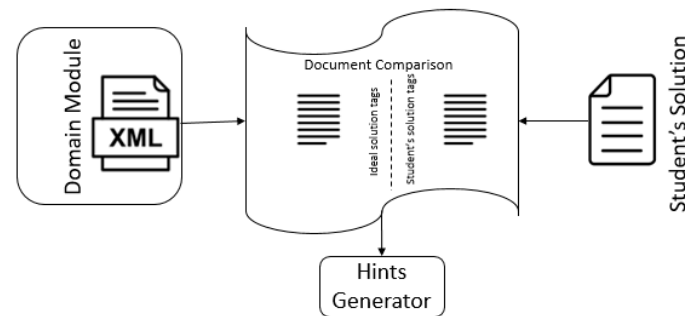 Domain Module
XML
Document Comparison
Ideal solution tags
Student's solution tags
Student's Solution
Hints
Generator